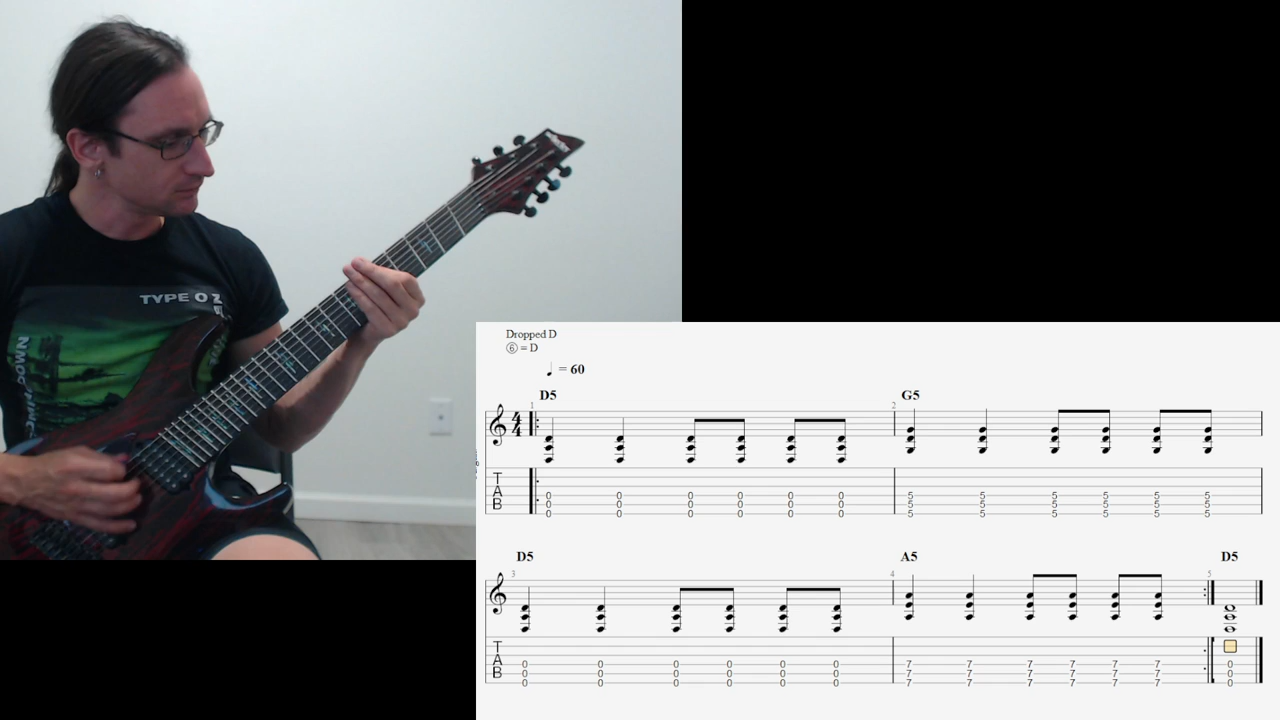 TYPE O
Dropped D
⑥ = D
♩ = 60
D5 G5
1 2
4
4
T
A
B
0 0 0 0 0 0 5 5 5 5 5 5
0 0 0 0 0 0 5 5 5 5 5 5
0 0 0 0 0 0 5 5 5 5 5 5
D5 A5 D5
3 4 5
T
A
B
0 0 0 0 0 0 7 7 7 7 7 7 0
0 0 0 0 0 0 7 7 7 7 7 7 0
0 0 0 0 0 0 7 7 7 7 7 7 0